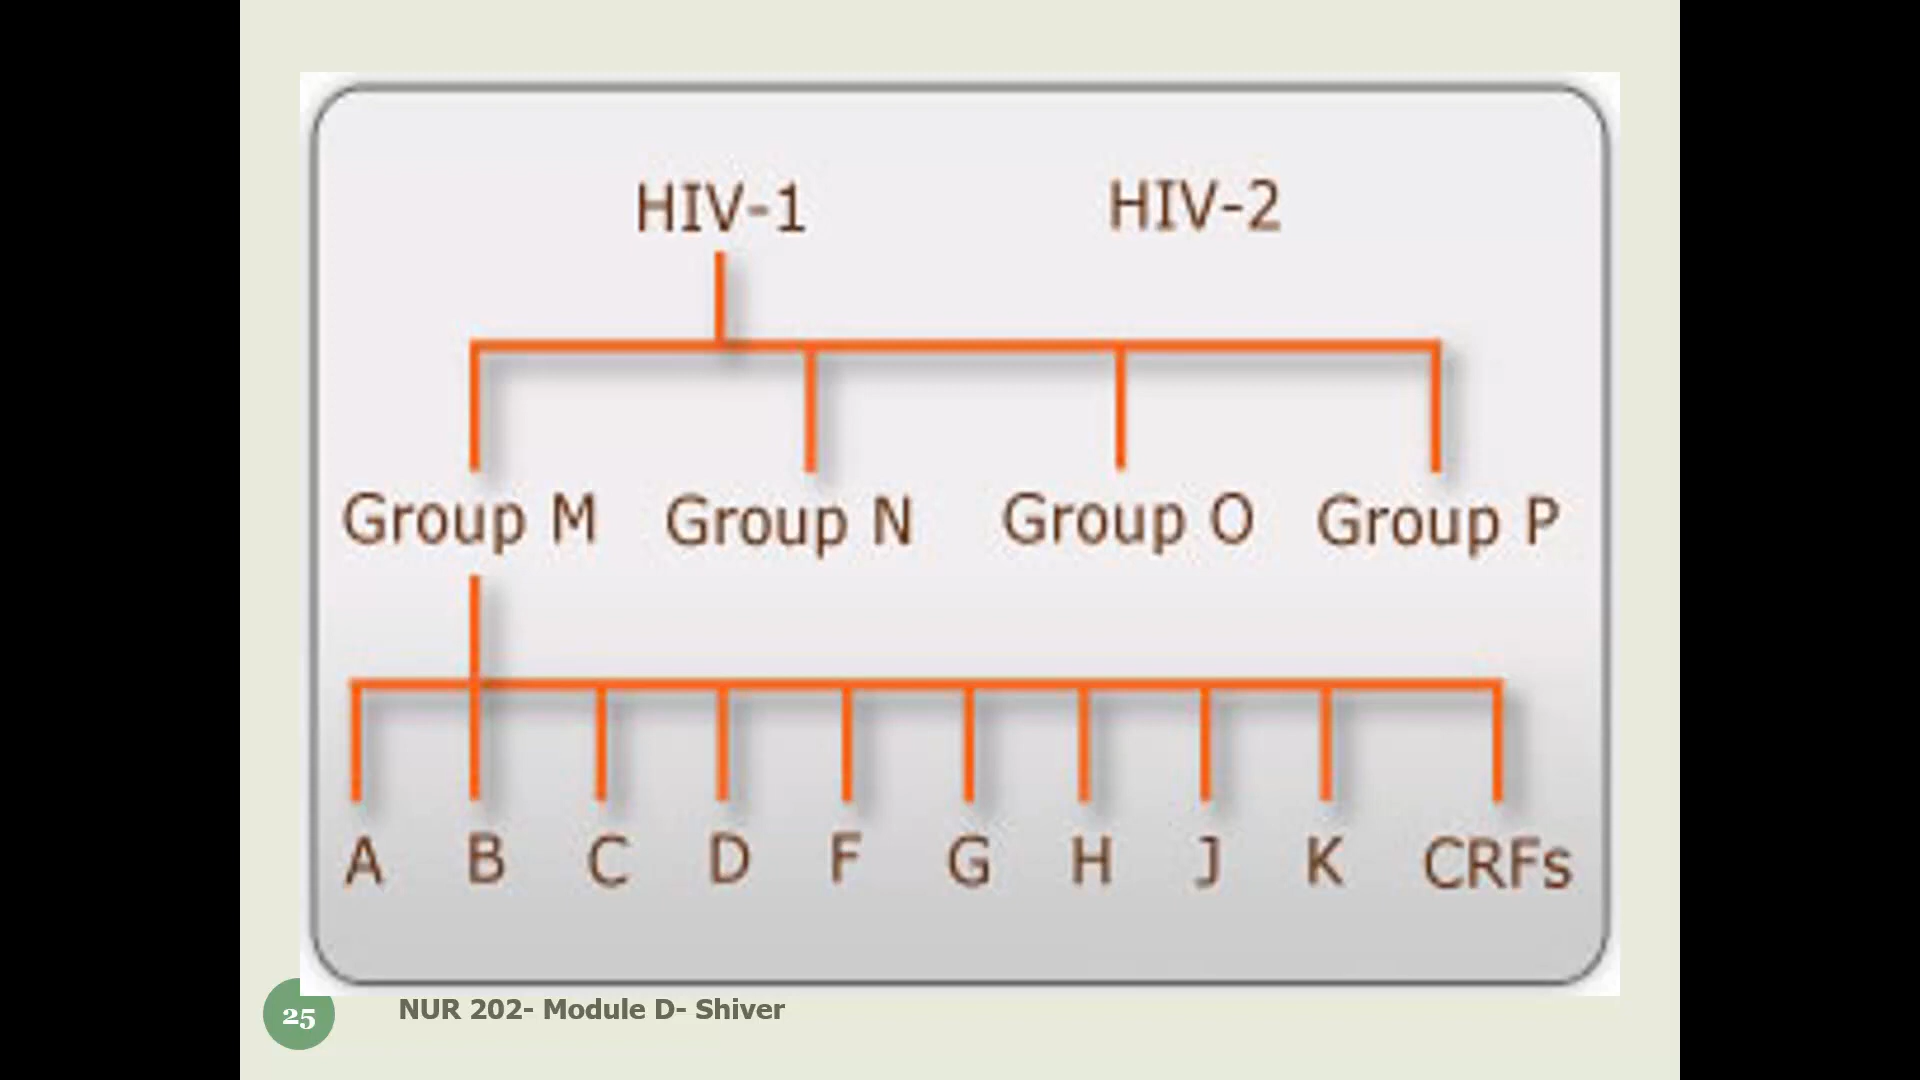 HIV-1 HIV-2
Group M Group N Group O Group P
A B C D F G H J K CRFs
25 NUR 202- Module D- Shiver